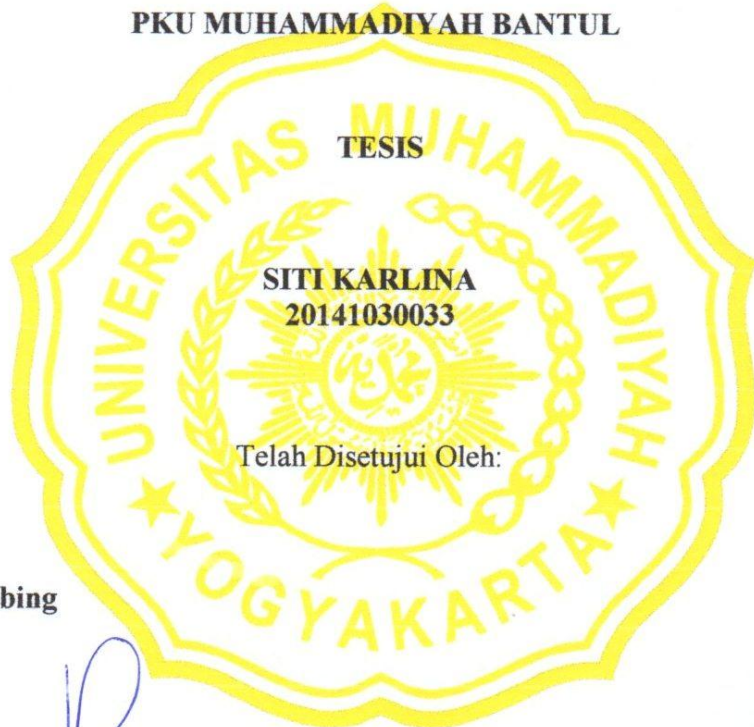 PKU MUHAMMADIYAH BANTUL
UNIVERSITAS MUHAMMADIYAH
TESIS
SITI KARLINA
20141030033
Telah Disetujui Oleh:
★ YOGYAKARTA ★
bing